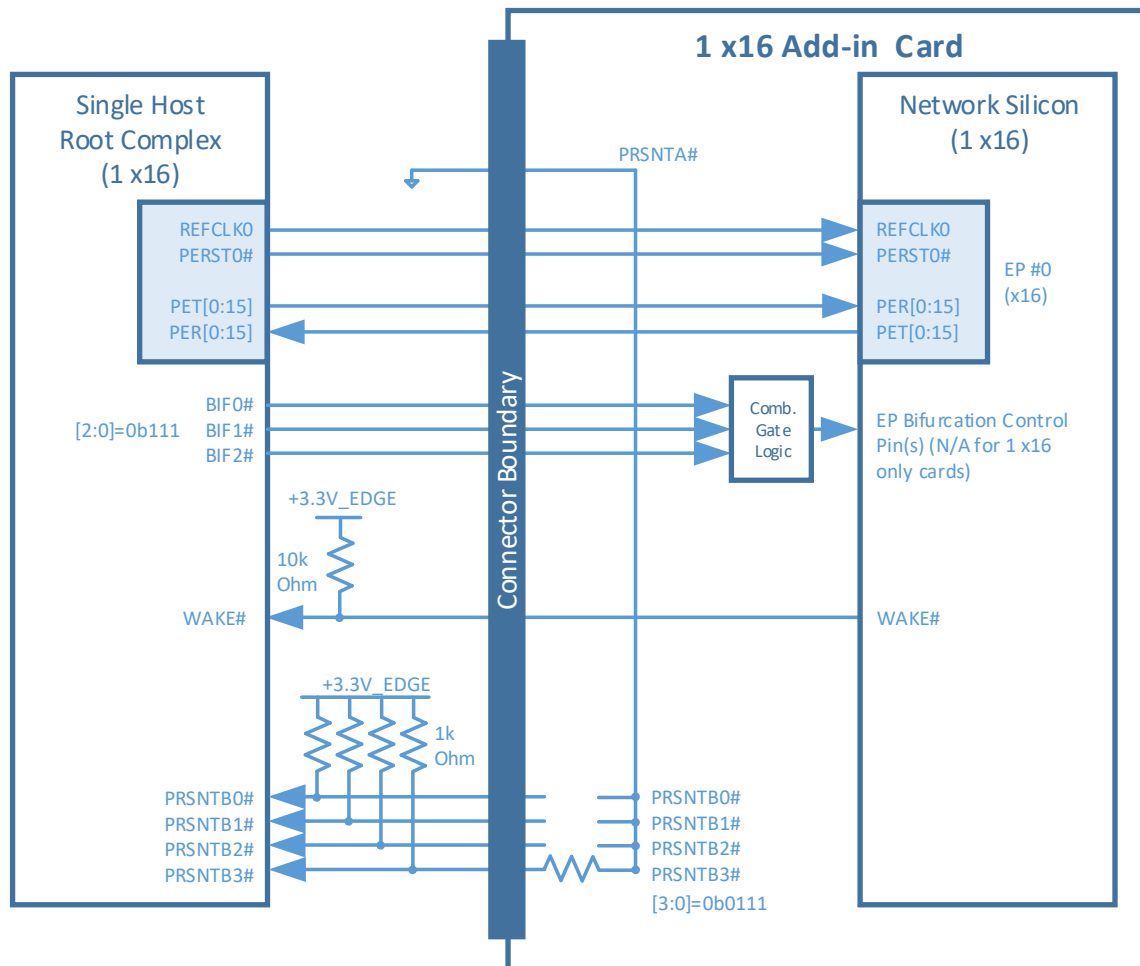 1 x16 Add-in Card
Single Host
Root Complex
(1 x16)
Network Silicon
(1 x16)
PRSNTA#
REFCLK0
PERST0#
PET[0:15]
PER[0:15]
REFCLK0
PERST0#
PER[0:15]
PET[0:15]
EP #0
(x16)
BIF0#
[2:0]=0b111 BIF1#
BIF2#
Comb.
Gate
Logic
EP Bifurcation Control
Pin(s) (N/A for 1 x16
only cards)
Connector Boundary
+3.3V_EDGE
10k
Ohm
WAKE#
WAKE#
+3.3V_EDGE
1k
Ohm
PRSNTB0#
PRSNTB1#
PRSNTB2#
PRSNTB3#
PRSNTB0#
PRSNTB1#
PRSNTB2#
PRSNTB3#
[3:0]=0b0111